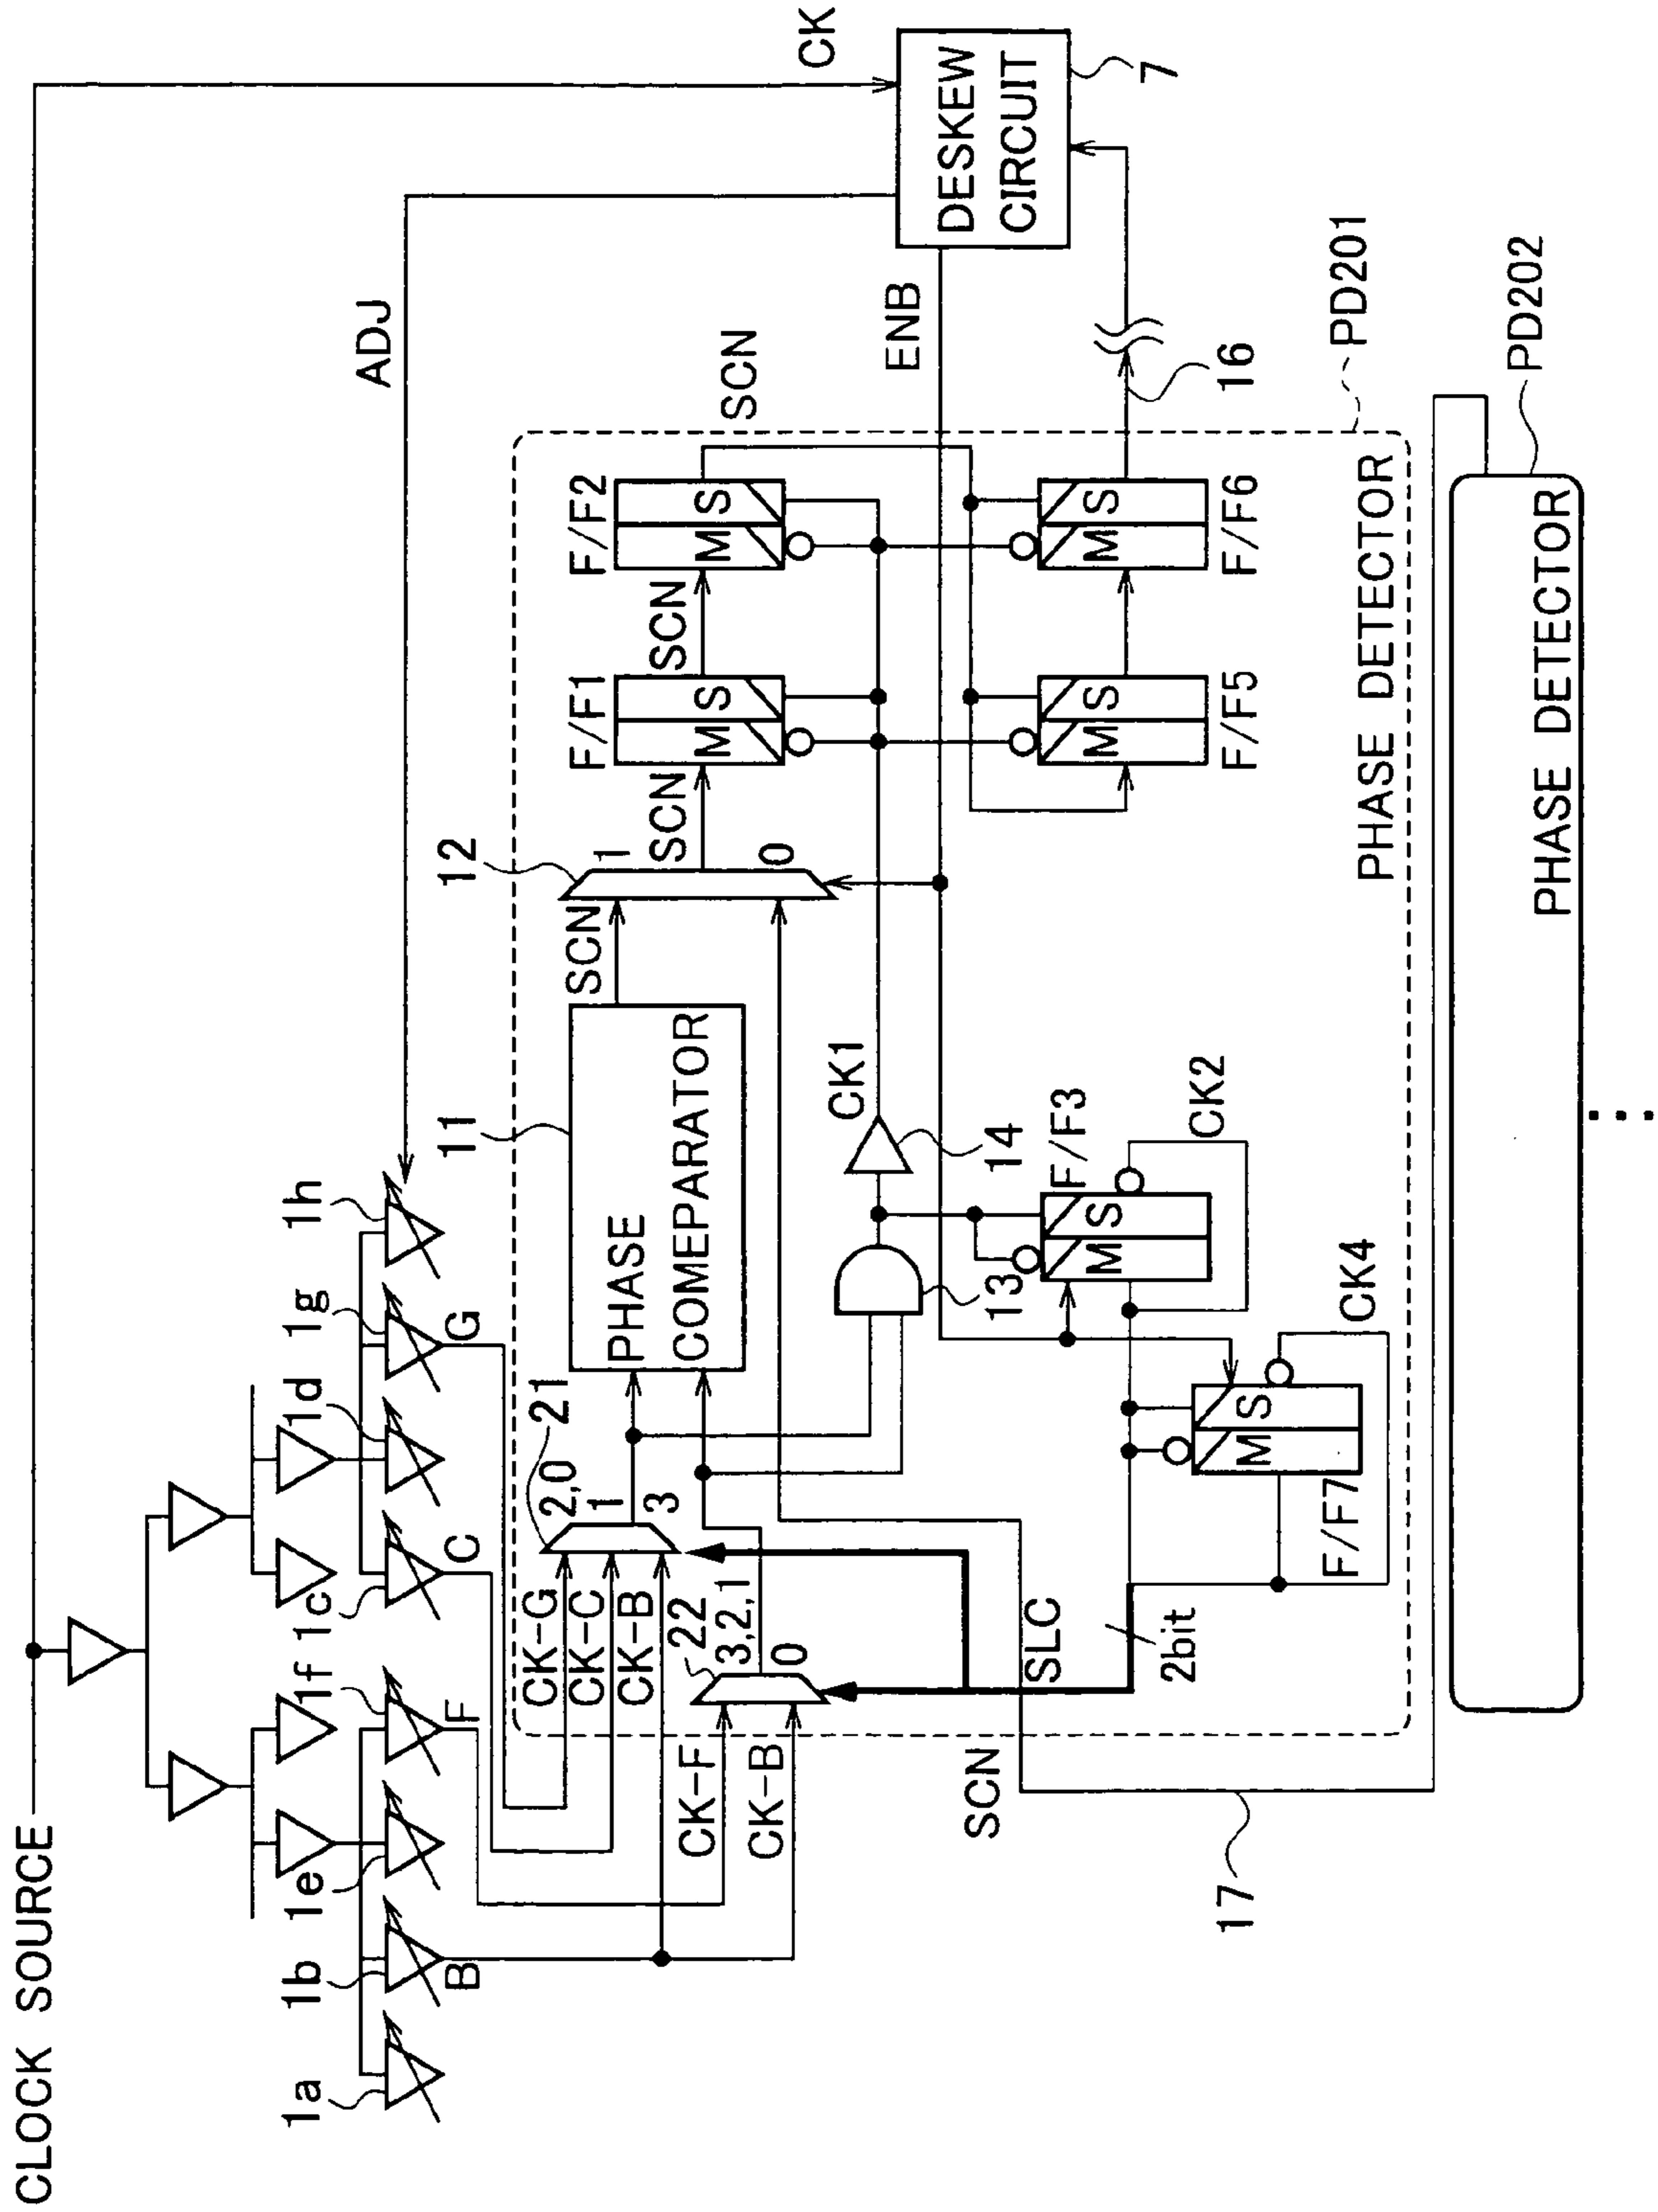 CLOCK SOURCE
1a
1b
1e
1f
1c
1d
1g
1h
B
F
C
G
ADJ
CK
DESKEW
CIRCUIT
7
ENB
SCN
16
PD201
PD202
CK-G
CK-C
CK-B
21
2,0
1
3
22
3,2,1
0
CK-F
CK-B
11
PHASE
COMEPARATOR
SCN
12
1
0
SCN
F/F1
M S
SCN
F/F2
M S
CK1
14
13
F/F3
M S
CK2
F/F7
M S
CK4
F/F5
M S
F/F6
M S
SLC
2bit
SCN
17
PHASE DETECTOR
PHASE DETECTOR